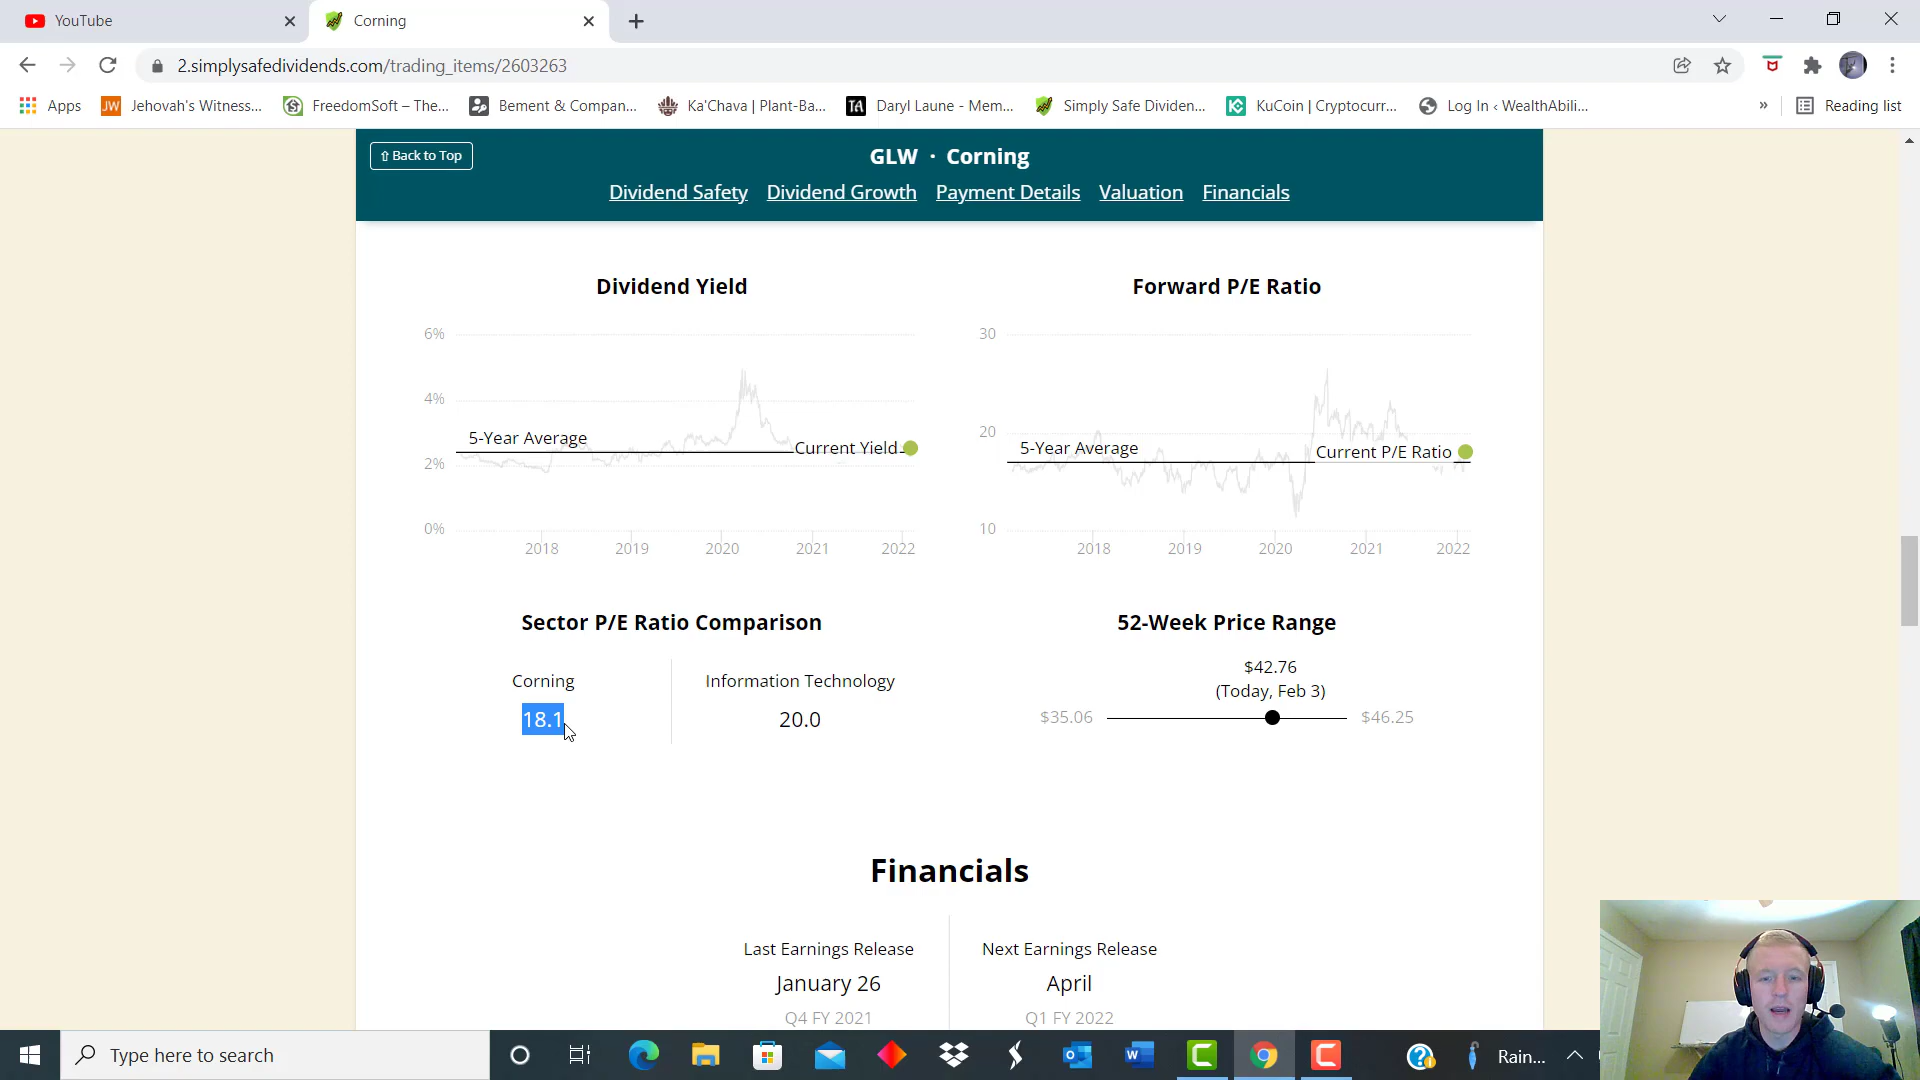 YouTube
Corning
2.simplysafedividends.com/trading_items/2603263
Apps
Jehovah's Witness...
FreedomSoft – The...
Bement & Compan...
Ka'Chava | Plant-Ba...
Daryl Laune - Mem...
Simply Safe Dividen...
KuCoin | Cryptocurr...
Log In ‹ WealthAbili...
»
Reading list
⇧ Back to Top
GLW · Corning
Dividend Safety
Dividend Growth
Payment Details
Valuation
Financials
Dividend Yield
6%
4%
2%
0%
5-Year Average
Current Yield
2018
2019
2020
2021
2022
Forward P/E Ratio
30
20
10
5-Year Average
Current P/E Ratio
2018
2019
2020
2021
2022
Sector P/E Ratio Comparison
Corning
18.1
Information Technology
20.0
52-Week Price Range
$42.76
(Today, Feb 3)
$35.06
$46.25
Financials
Last Earnings Release
January 26
Q4 FY 2021
Next Earnings Release
April
Q1 FY 2022
Type here to search
Rain...